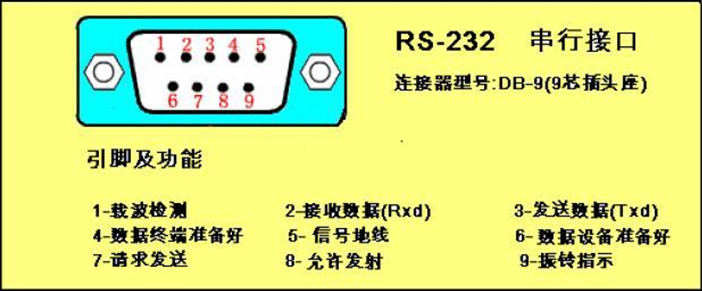 1 2 3 4 5
6 7 8 9
RS-232 串行接口
连接器型号:DB-9(9芯插头座)
引脚及功能
1-载波检测 2-接收数据(Rxd) 3-发送数据(Txd)
4-数据终端准备好 5- 信号地线 6- 数据设备准备好
7-请求发送 8- 允许发射 9-振铃指示